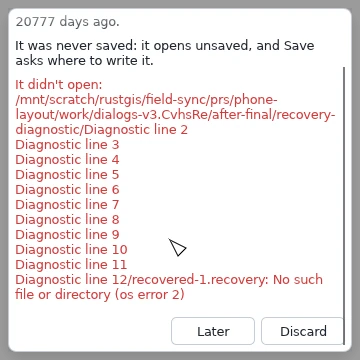 20777 days ago.
It was never saved: it opens unsaved, and Save
asks where to write it.
It didn't open:
/mnt/scratch/rustgis/field-sync/prs/phone-
layout/work/dialogs-v3.CvhsRe/after-final/recovery-
diagnostic/Diagnostic line 2
Diagnostic line 3
Diagnostic line 4
Diagnostic line 5
Diagnostic line 6
Diagnostic line 7
Diagnostic line 8
Diagnostic line 9
Diagnostic line 10
Diagnostic line 11
Diagnostic line 12/recovered-1.recovery: No such
file or directory (os error 2)
Later
Discard